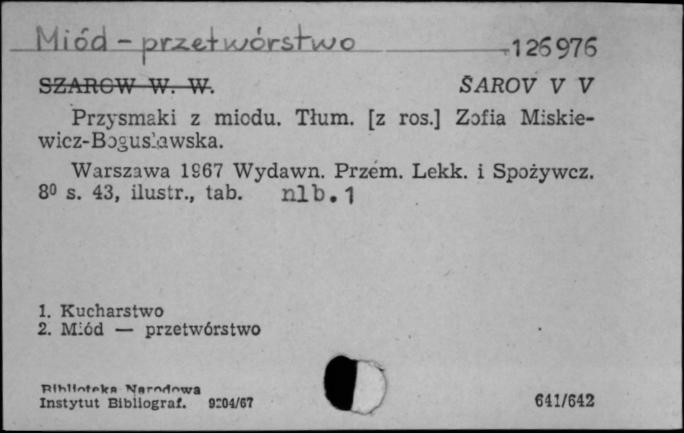 Miód - przetwórstwo 126976
SZAROW W. W. ŠAROV V V
Przysmaki z miodu. Tłum. [z ros.] Zofia Miskie-
wicz-Bogusławska.
Warszawa 1967 Wydawn. Przem. Lekk. i Spożywcz.
8⁰ s. 43, ilustr., tab. nlb.1
1. Kucharstwo
2. Miód — przetwórstwo
Biblioteka Narodowa
Instytut Bibliograf. 9204/67 641/642